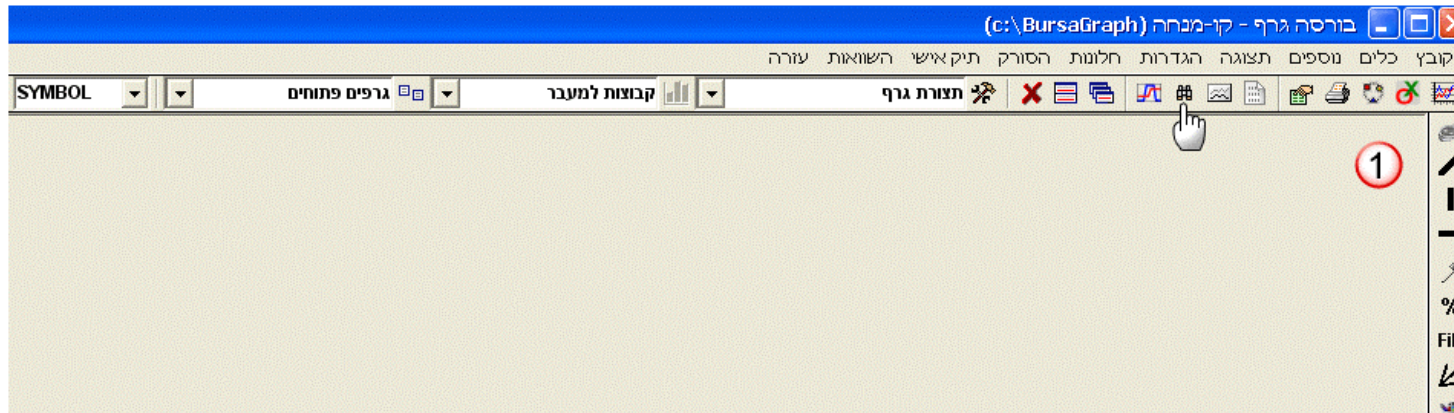 בורסה גרף - קו-מנחה (c:\BursaGraph)
קובץ כלים נוספים תצוגה הגדרות חלונות הסורק תיק אישי השוואות עזרה
תצורת גרף קבוצות למעבר גרפים פתוחים SYMBOL
1
%